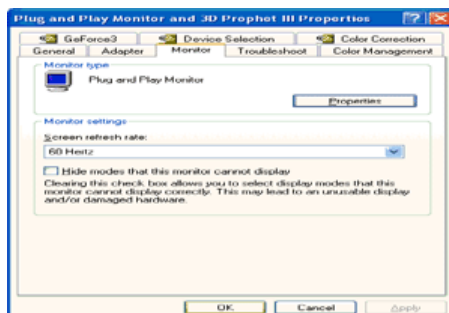 Plug and Play Monitor and 3D Prophet III Properties
GeForce3 Device Selection Color Correction
General Adapter Monitor Troubleshoot Color Management
Monitor type
Plug and Play Monitor
Properties
Monitor settings
Screen refresh rate:
60 Hertz
Hide modes that this monitor cannot display
Clearing this check box allows you to select display modes that this
monitor cannot display correctly. This may lead to an unusable display
and/or damaged hardware.
OK Cancel Apply